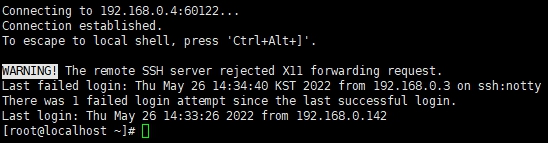 Connecting to 192.168.0.4:60122...
Connection established.
To escape to local shell, press 'Ctrl+Alt+]'.
WARNING! The remote SSH server rejected X11 forwarding request.
Last failed login: Thu May 26 14:34:40 KST 2022 from 192.168.0.3 on ssh:notty
There was 1 failed login attempt since the last successful login.
Last login: Thu May 26 14:33:26 2022 from 192.168.0.142
[root@localhost ~]#